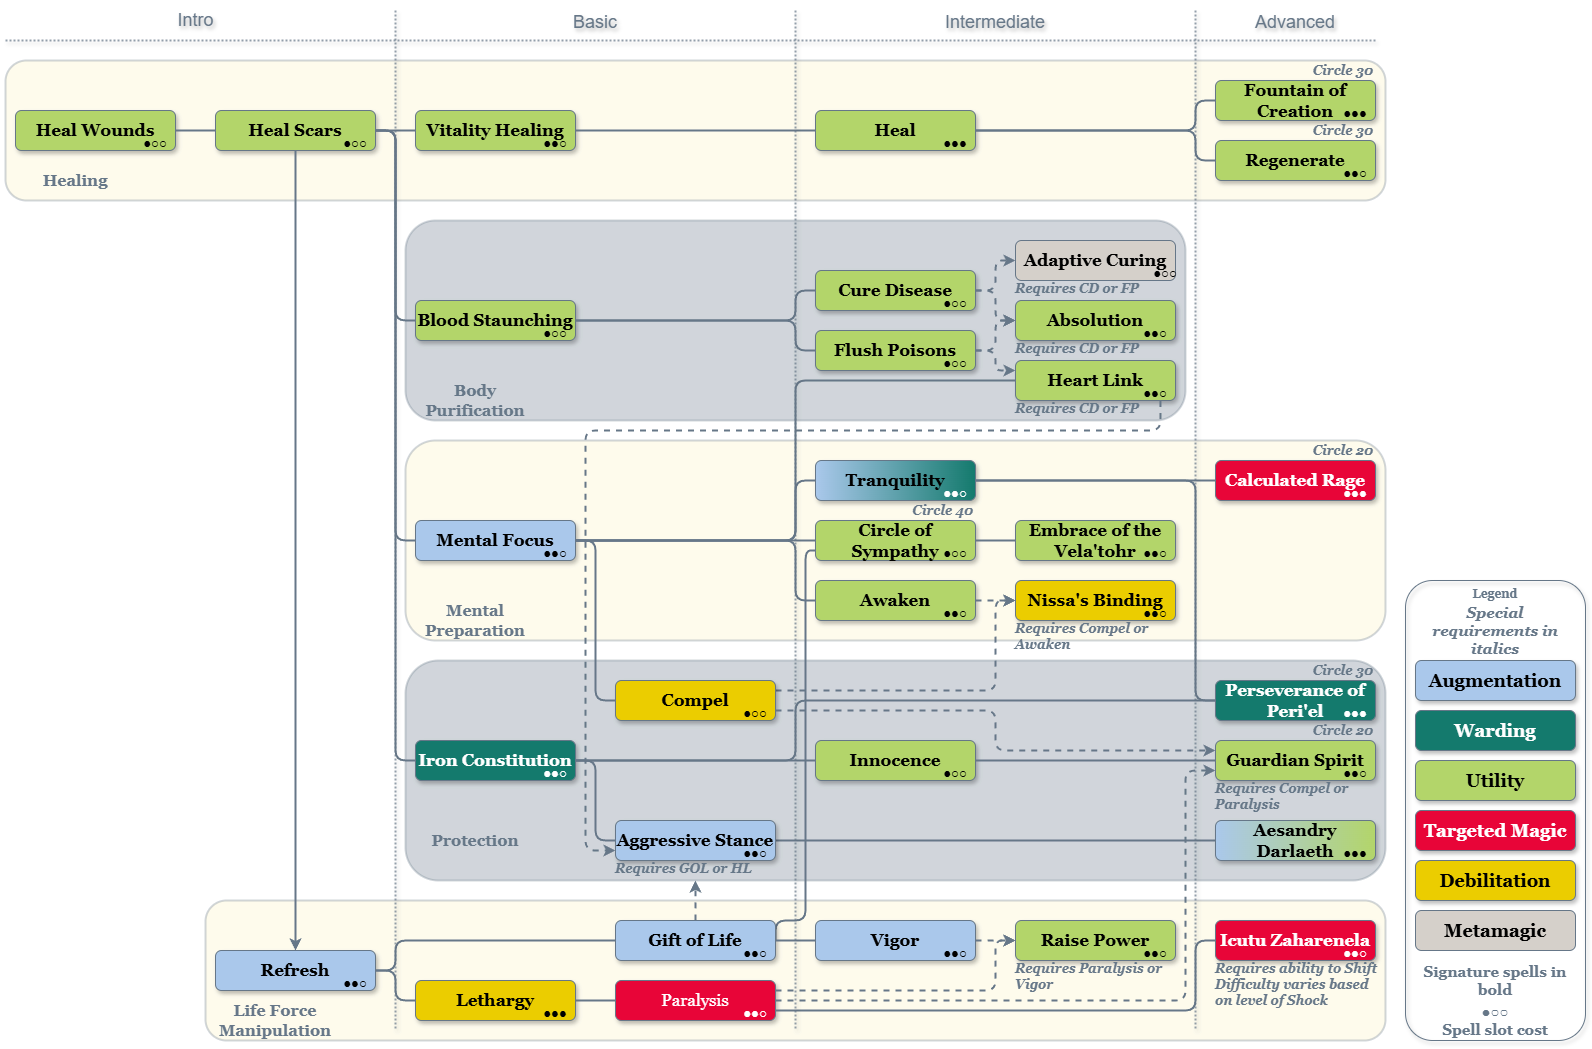 Intro
Basic
Intermediate
Advanced
Circle 30
Heal Wounds
●○○
Heal Scars
●○○
Vitality Healing
●●○
Heal
●●●
Fountain of
Creation ●●●
Circle 30
Regenerate
●●○
Healing
Adaptive Curing
●○○
Requires CD or FP
Cure Disease
●○○
Blood Staunching
●○○
Absolution
●●○
Requires CD or FP
Flush Poisons
●○○
Heart Link
●●○
Requires CD or FP
Body
Purification
Circle 20
Tranquility
●●○
Calculated Rage
●●●
Circle 40
Mental Focus
●●○
Circle of
Sympathy ●○○
Embrace of the
Vela'tohr ●●○
Awaken
●●○
Nissa's Binding
●●○
Requires Compel or
Awaken
Mental
Preparation
Circle 30
Compel
●○○
Perseverance of
Peri'el ●●●
Circle 20
Iron Constitution
●●○
Innocence
●○○
Guardian Spirit
●●○
Requires Compel or
Paralysis
Protection
Aggressive Stance
●●○
Requires GOL or HL
Aesandry
Darlaeth ●●●
Refresh
●●○
Gift of Life
●●○
Vigor
●●○
Raise Power
●●○
Requires Paralysis or
Vigor
Icutu Zaharenela
●●○
Requires ability to Shift
Difficulty varies based
on level of Shock
Lethargy
●●●
Paralysis
●●○
Life Force
Manipulation
Legend
Special
requirements in
italics
Augmentation
Warding
Utility
Targeted Magic
Debilitation
Metamagic
Signature spells in
bold
●○○
Spell slot cost